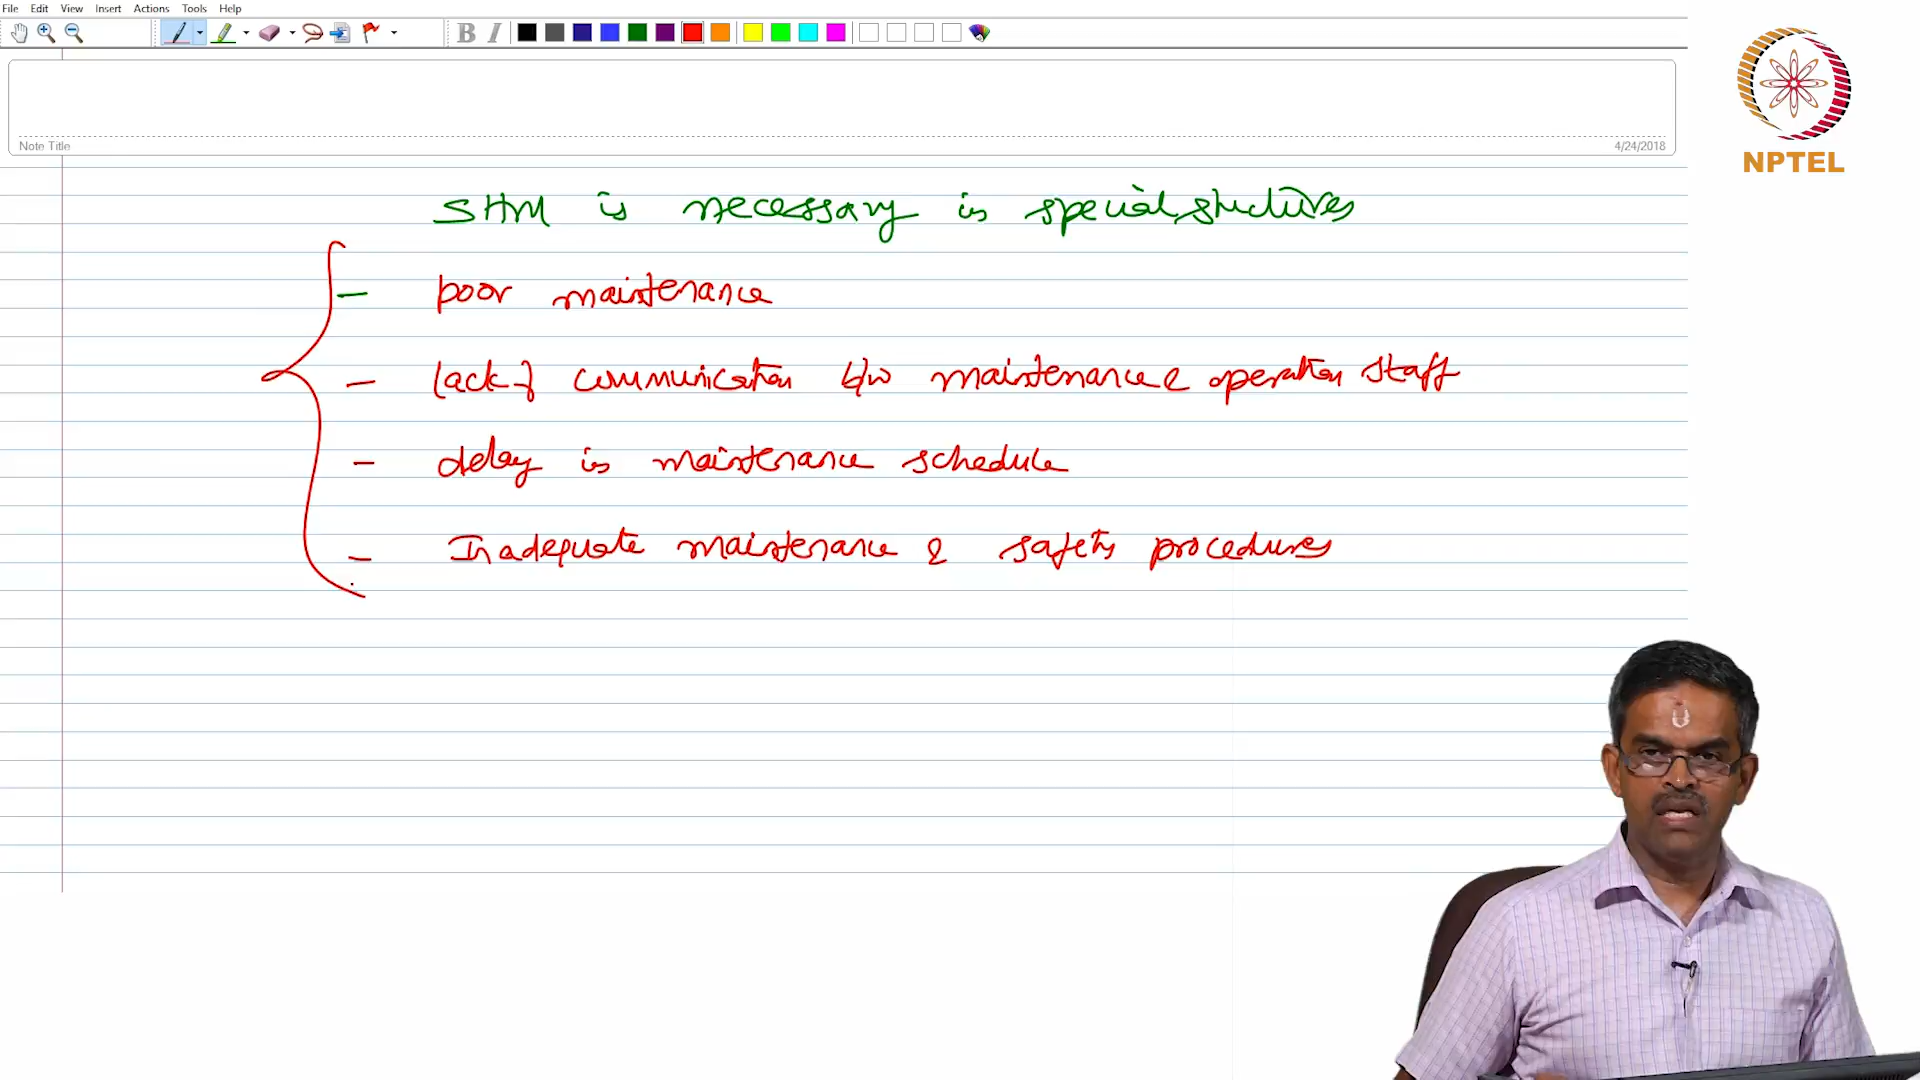 File Edit View Insert Actions Tools Help
B I
NPTEL
Note Title 4/24/2018
SHM is necessary in special structures
- poor maintenance
- lack of communication b/w maintenance & operation staff
- delay in maintenance schedule
- Inadequate maintenance & safety procedures